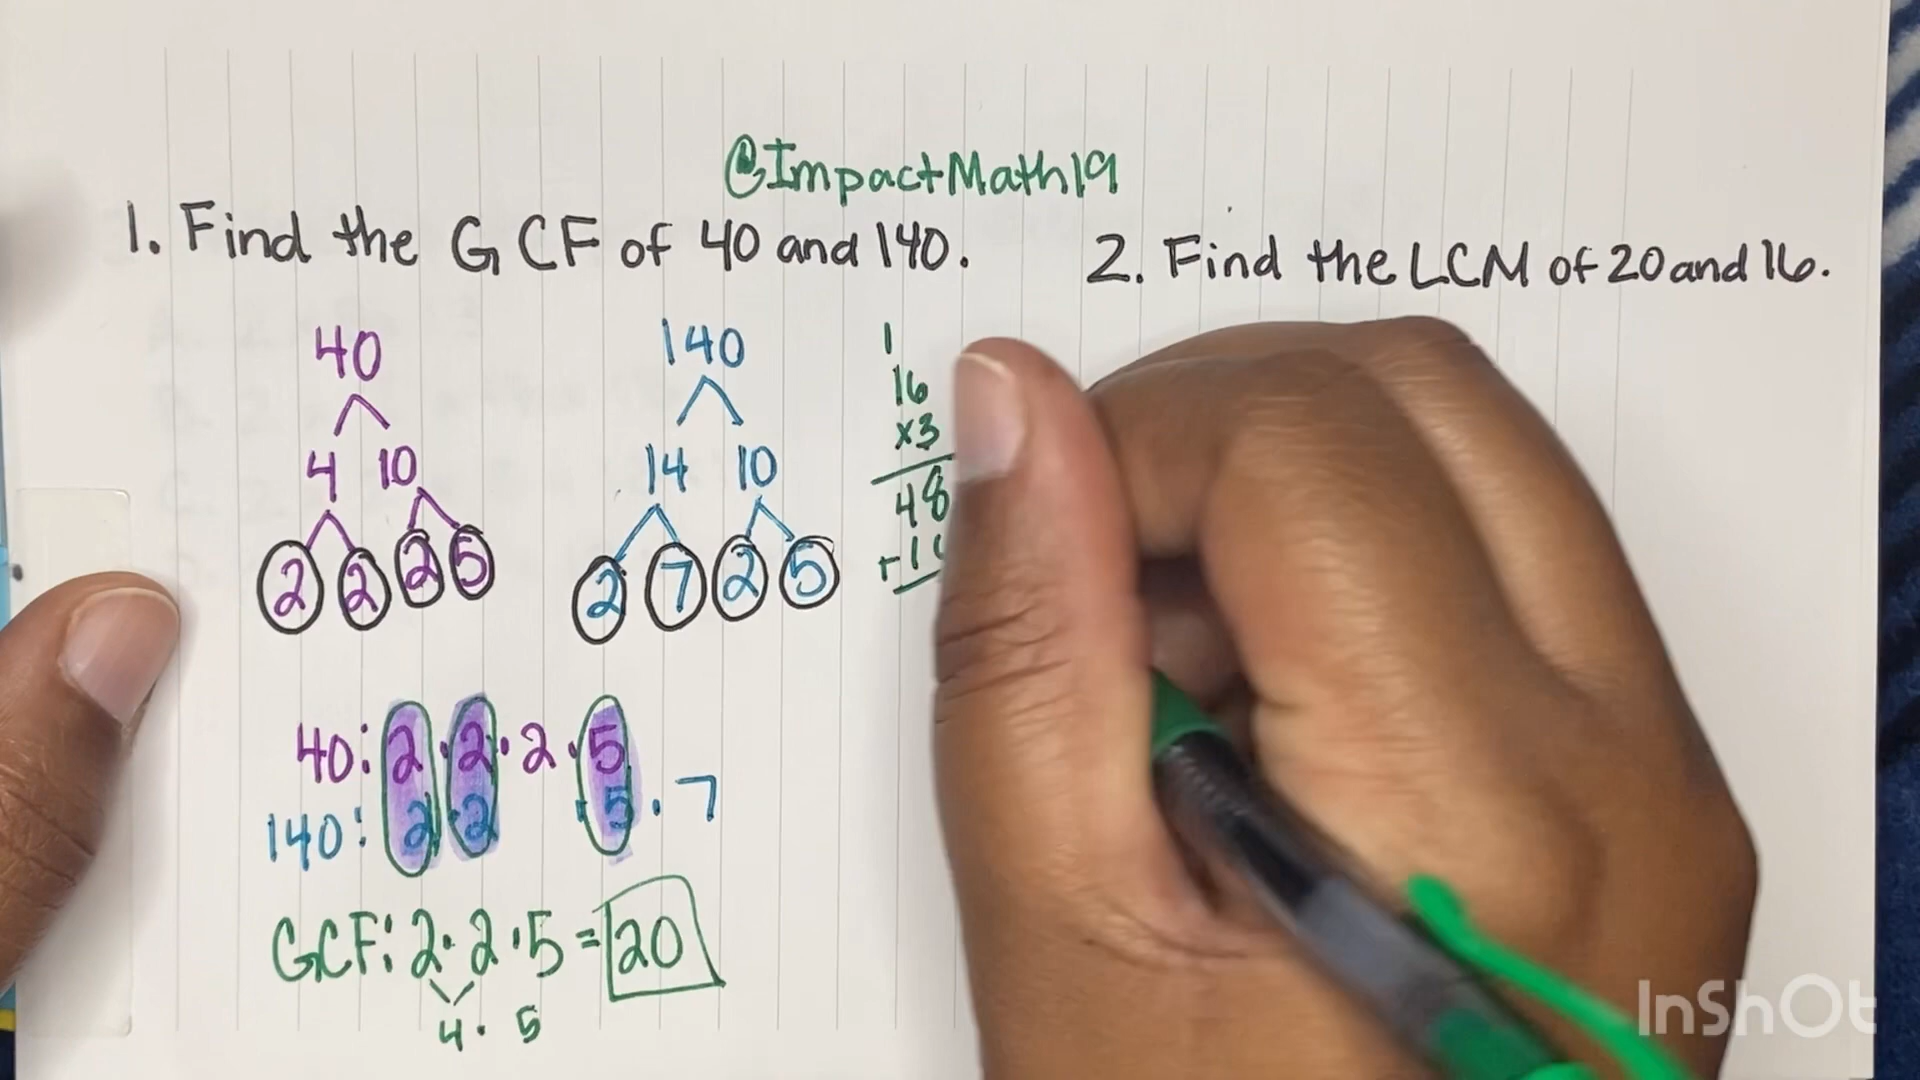 @ImpactMath19
1. Find the GCF of 40 and 140.
40
4 10
2 2 2 5
140
14 10
2 7 2 5
40: 2 · 2 · 2 · 5
140: 2 · 2 · 5 · 7
GCF: 2 · 2 · 5 = 20
4 · 5
1
16
x3
48
+1
2. Find the LCM of 20 and 16.
InShOt